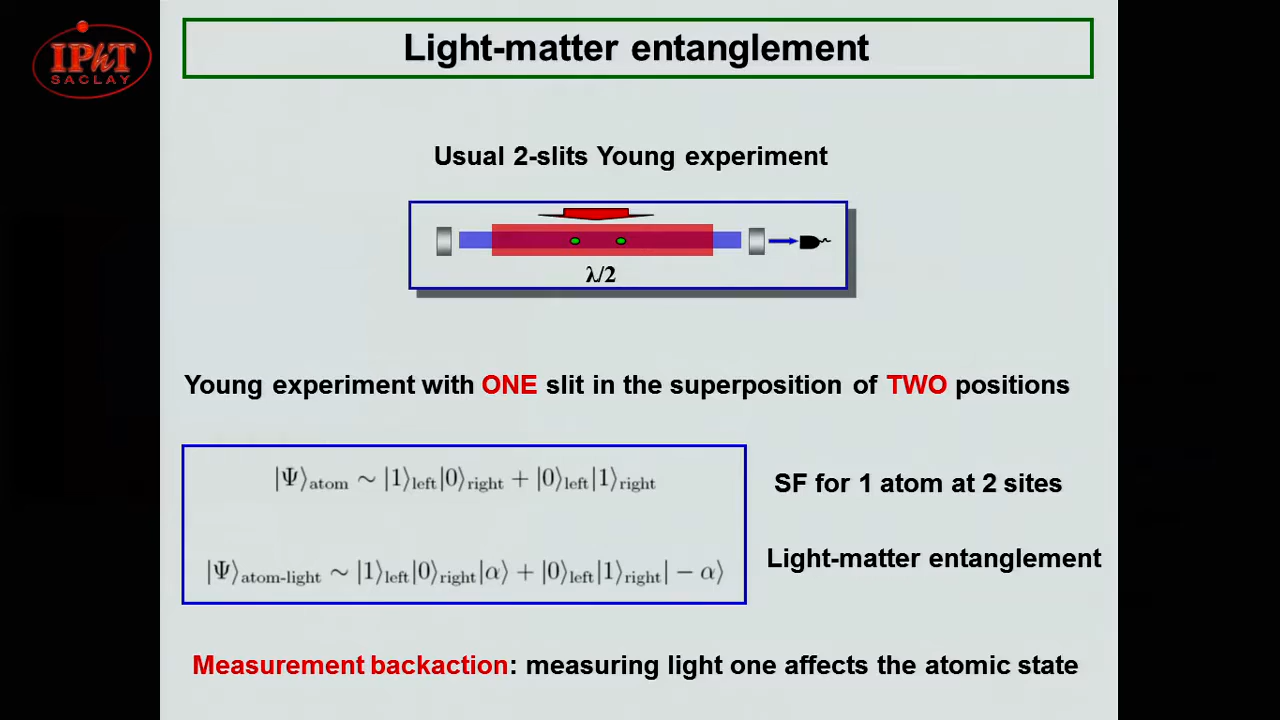 IPhT
SACLAY
Light-matter entanglement
Usual 2-slits Young experiment
λ/2
Young experiment with ONE slit in the superposition of TWO positions
|Ψ⟩atom ∼ |1⟩left|0⟩right + |0⟩left|1⟩right
SF for 1 atom at 2 sites
|Ψ⟩atom-light ∼ |1⟩left|0⟩right|α⟩ + |0⟩left|1⟩right| − α⟩
Light-matter entanglement
Measurement backaction: measuring light one affects the atomic state